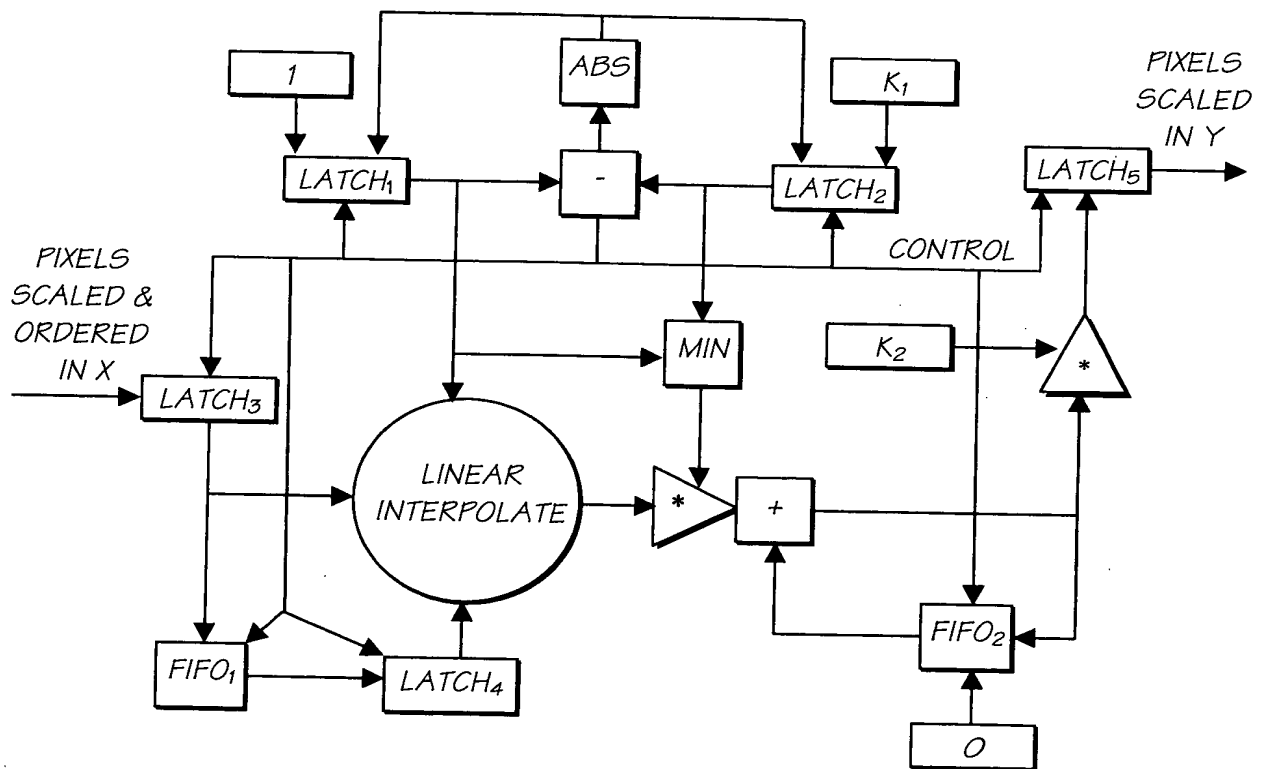 ABS
1
K₁
PIXELS
SCALED
IN Y
LATCH₁
-
LATCH₂
LATCH₅
CONTROL
PIXELS
SCALED &
ORDERED
IN X
MIN
K₂
*
LATCH₃
LINEAR
INTERPOLATE
*
+
FIFO₁
LATCH₄
FIFO₂
0